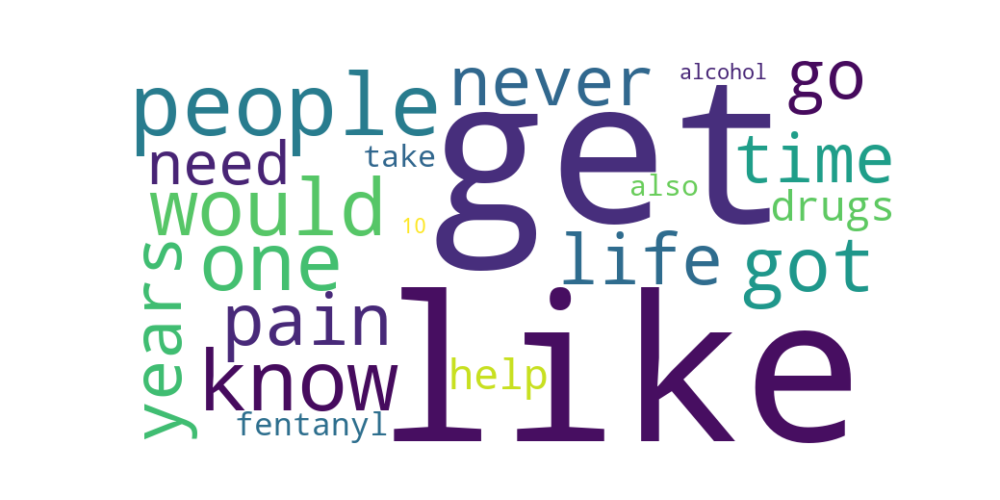 people
never
alcohol
go
get
need
take
time
would
also
drugs
10
one
life
got
years
pain
like
know
help
fentanyl